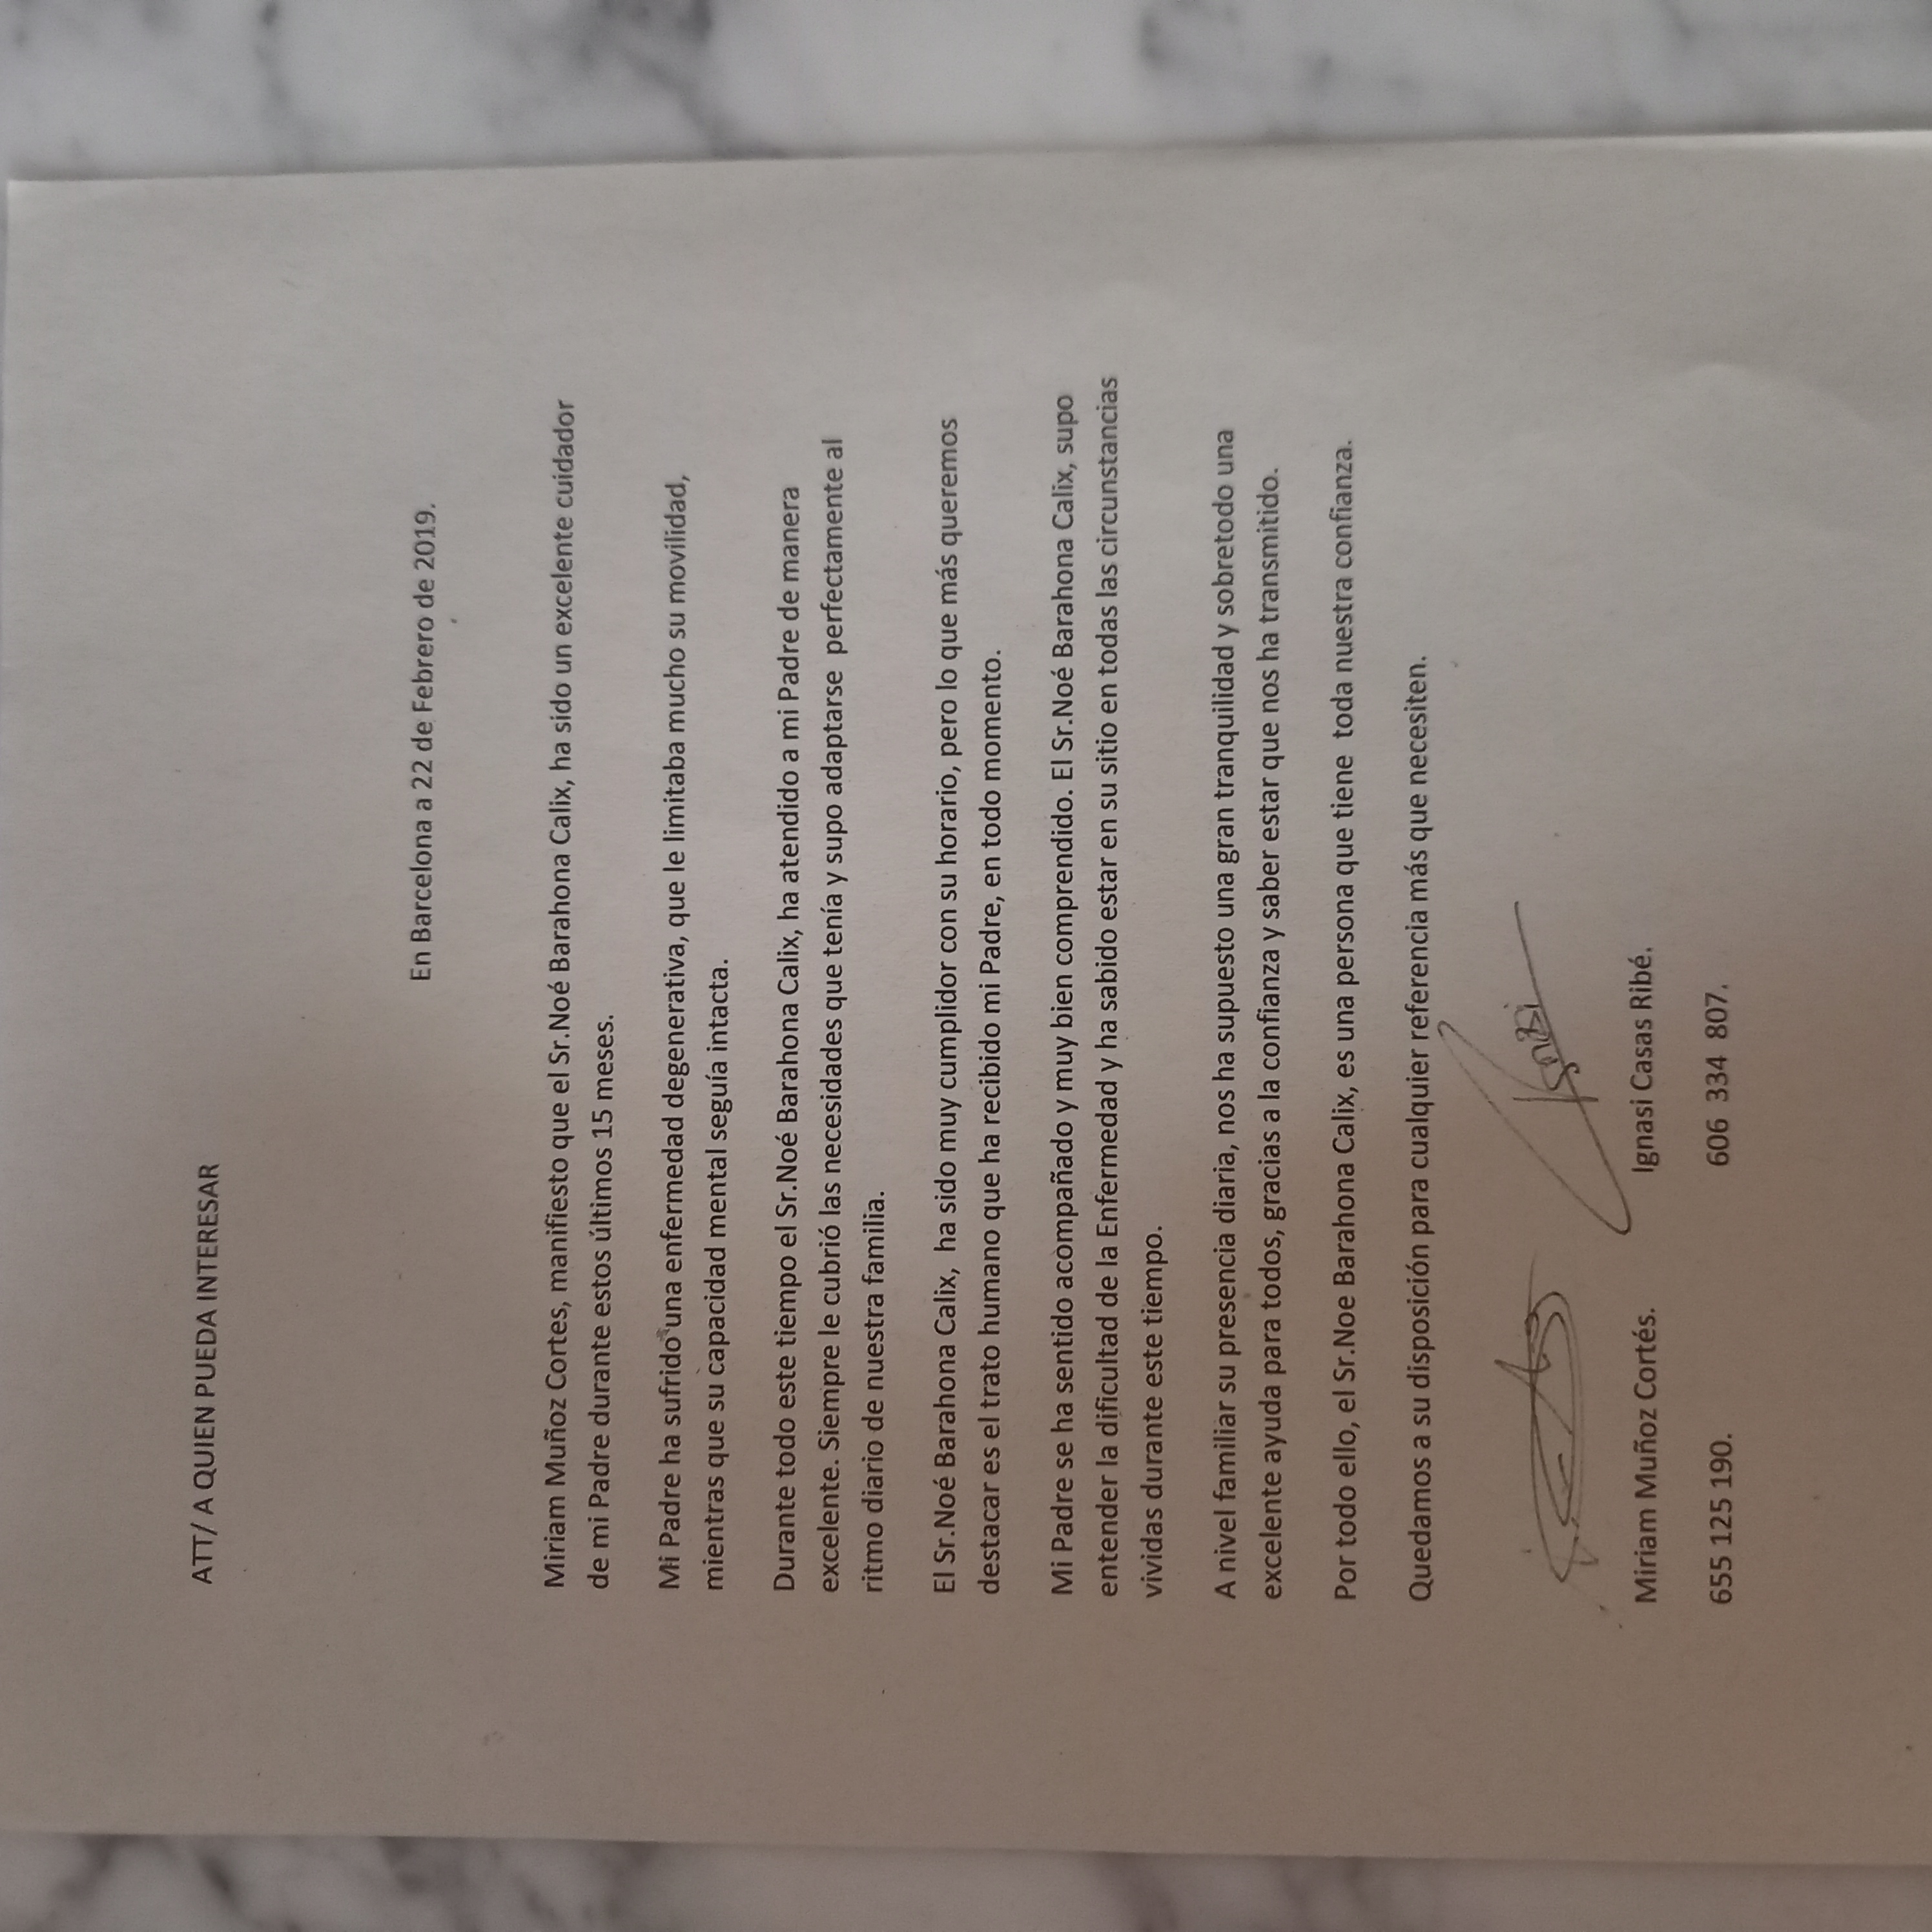 ATT/ A QUIEN PUEDA INTERESAR
En Barcelona a 22 de Febrero de 2019.
Miriam Muñoz Cortes, manifiesto que el Sr.Noé Barahona Calix, ha sido un excelente cuidador
de mi Padre durante estos últimos 15 meses.
Mi Padre ha sufrido una enfermedad degenerativa, que le limitaba mucho su movilidad,
mientras que su capacidad mental seguía intacta.
Durante todo este tiempo el Sr.Noé Barahona Calix, ha atendido a mi Padre de manera
excelente. Siempre le cubrió las necesidades que tenía y supo adaptarse  perfectamente al
ritmo diario de nuestra familia.
El Sr.Noé Barahona Calix,  ha sido muy cumplidor con su horario, pero lo que más queremos
destacar es el trato humano que ha recibido mi Padre, en todo momento.
Mi Padre se ha sentido acompañado y muy bien comprendido. El Sr.Noé Barahona Calix, supo
entender la dificultad de la Enfermedad y ha sabido estar en su sitio en todas las circunstancias
vividas durante este tiempo.
A nivel familiar su presencia diaria, nos ha supuesto una gran tranquilidad y sobretodo una
excelente ayuda para todos, gracias a la confianza y saber estar que nos ha transmitido.
Por todo ello, el Sr.Noe Barahona Calix, es una persona que tiene  toda nuestra confianza.
Quedamos a su disposición para cualquier referencia más que necesiten.
Ignasi
Miriam Muñoz Cortés. Ignasi Casas Ribé.
655 125 190. 606  334  807.